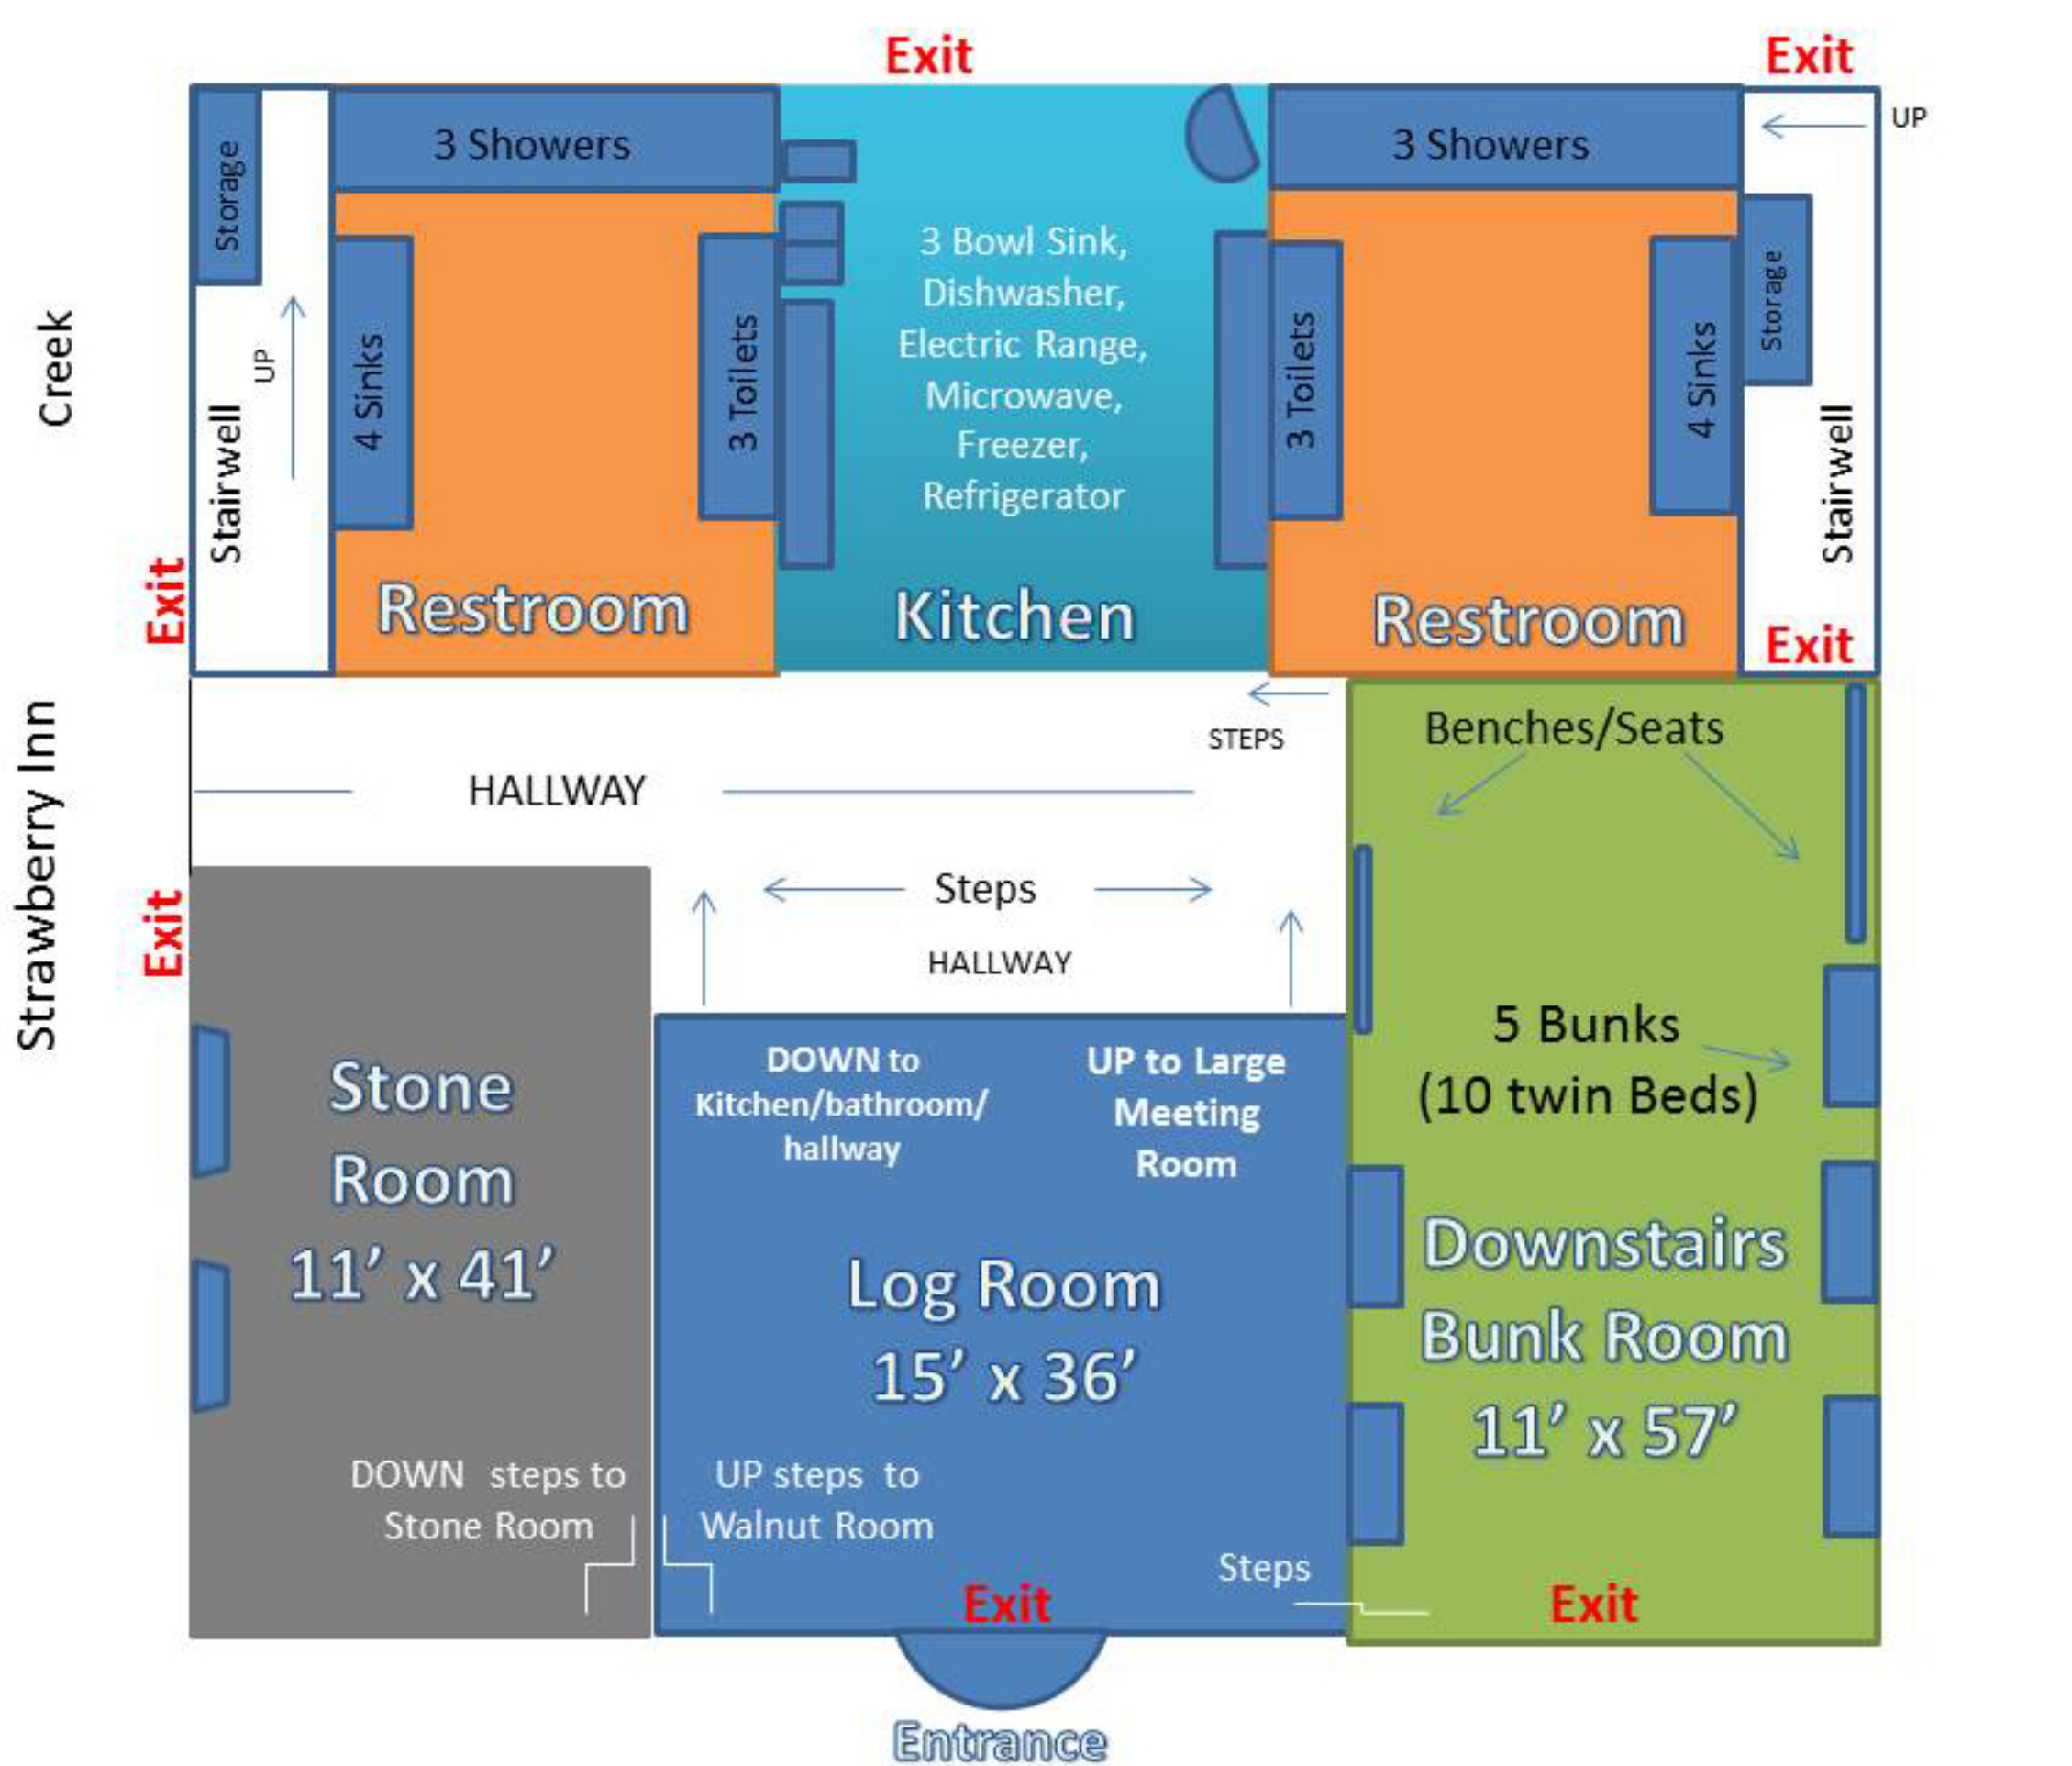 Exit
Exit
UP
Storage
3 Showers
3 Showers
3 Bowl Sink,
Dishwasher,
Electric Range,
Microwave,
Freezer,
Refrigerator
Storage
Creek
UP
4 Sinks
3 Toilets
3 Toilets
4 Sinks
Stairwell
Stairwell
Exit
Restroom
Kitchen
Restroom
Exit
STEPS
Benches/Seats
HALLWAY
Strawberry Inn
Steps
Exit
HALLWAY
5 Bunks
(10 twin Beds)
DOWN to
Kitchen/bathroom/
hallway
UP to Large
Meeting
Room
Stone
Room
11’ x 41’
Log Room
15’ x 36’
Downstairs
Bunk Room
11’ x 57’
DOWN steps to
Stone Room
UP steps to
Walnut Room
Steps
Exit
Exit
Entrance